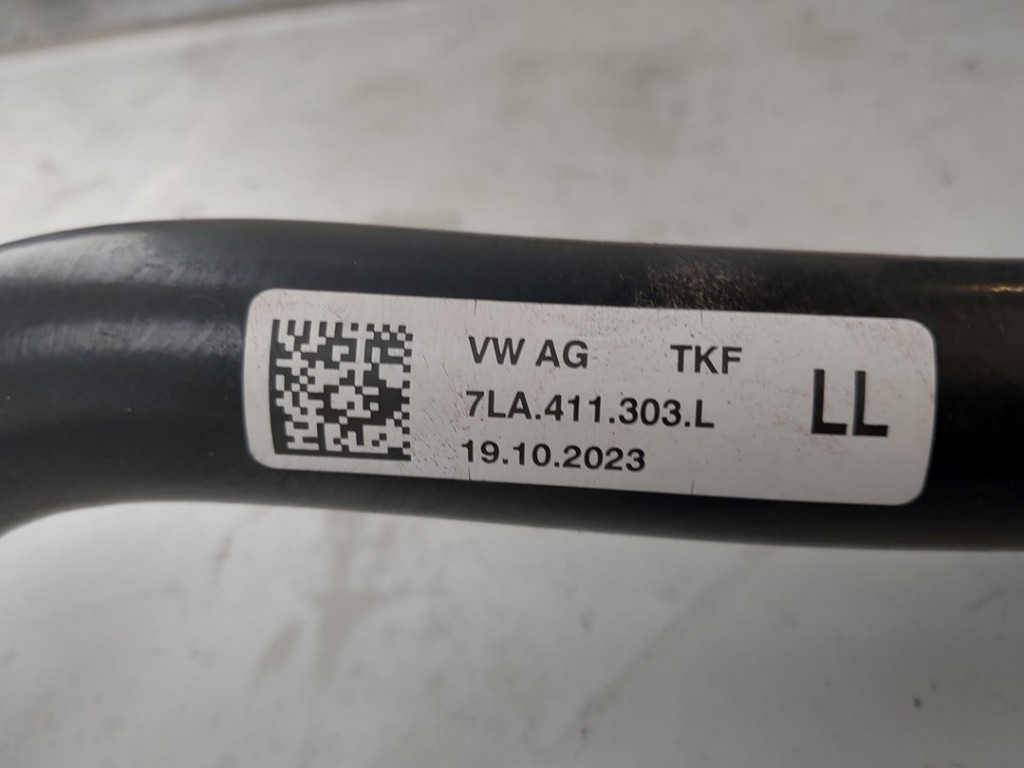 VW AG TKF
7LA.411.303.L
19.10.2023
LL